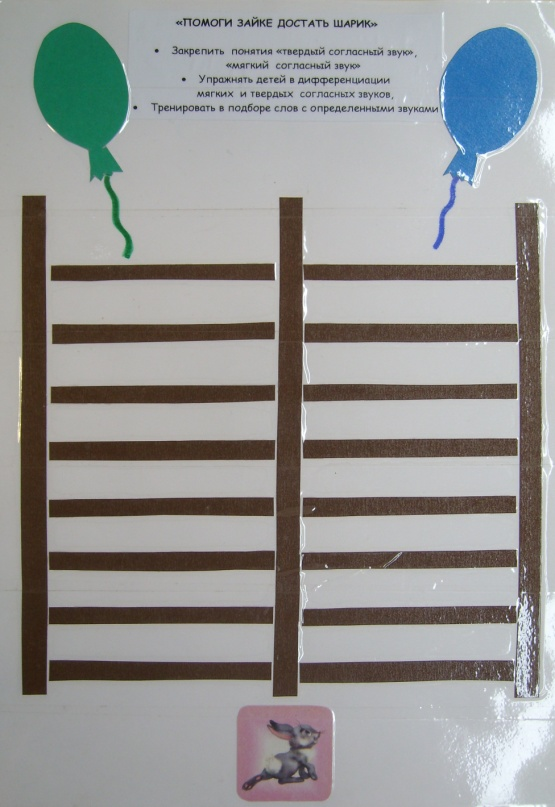 «ПОМОГИ ЗАЙКЕ ДОСТАТЬ ШАРИК»
• Закрепить понятия «твердый согласный звук»,
«мягкий согласный звук»
• Упражнять детей в дифференциации
мягких и твердых согласных звуков,
• Тренировать в подборе слов с определенными звуками